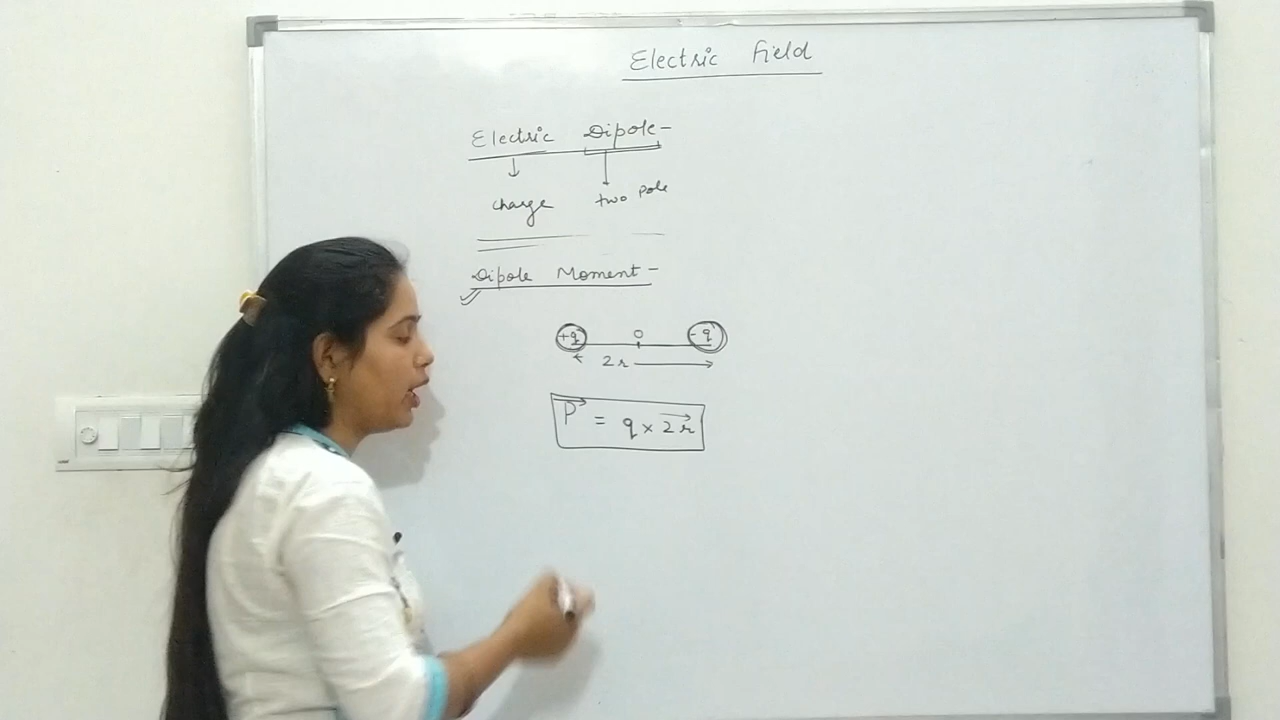 Electric Field
Electric Dipole-
↓ ↓
charge two pole
Dipole Moment-
+q O -q
← 2r →
P⃗ = q × 2r⃗